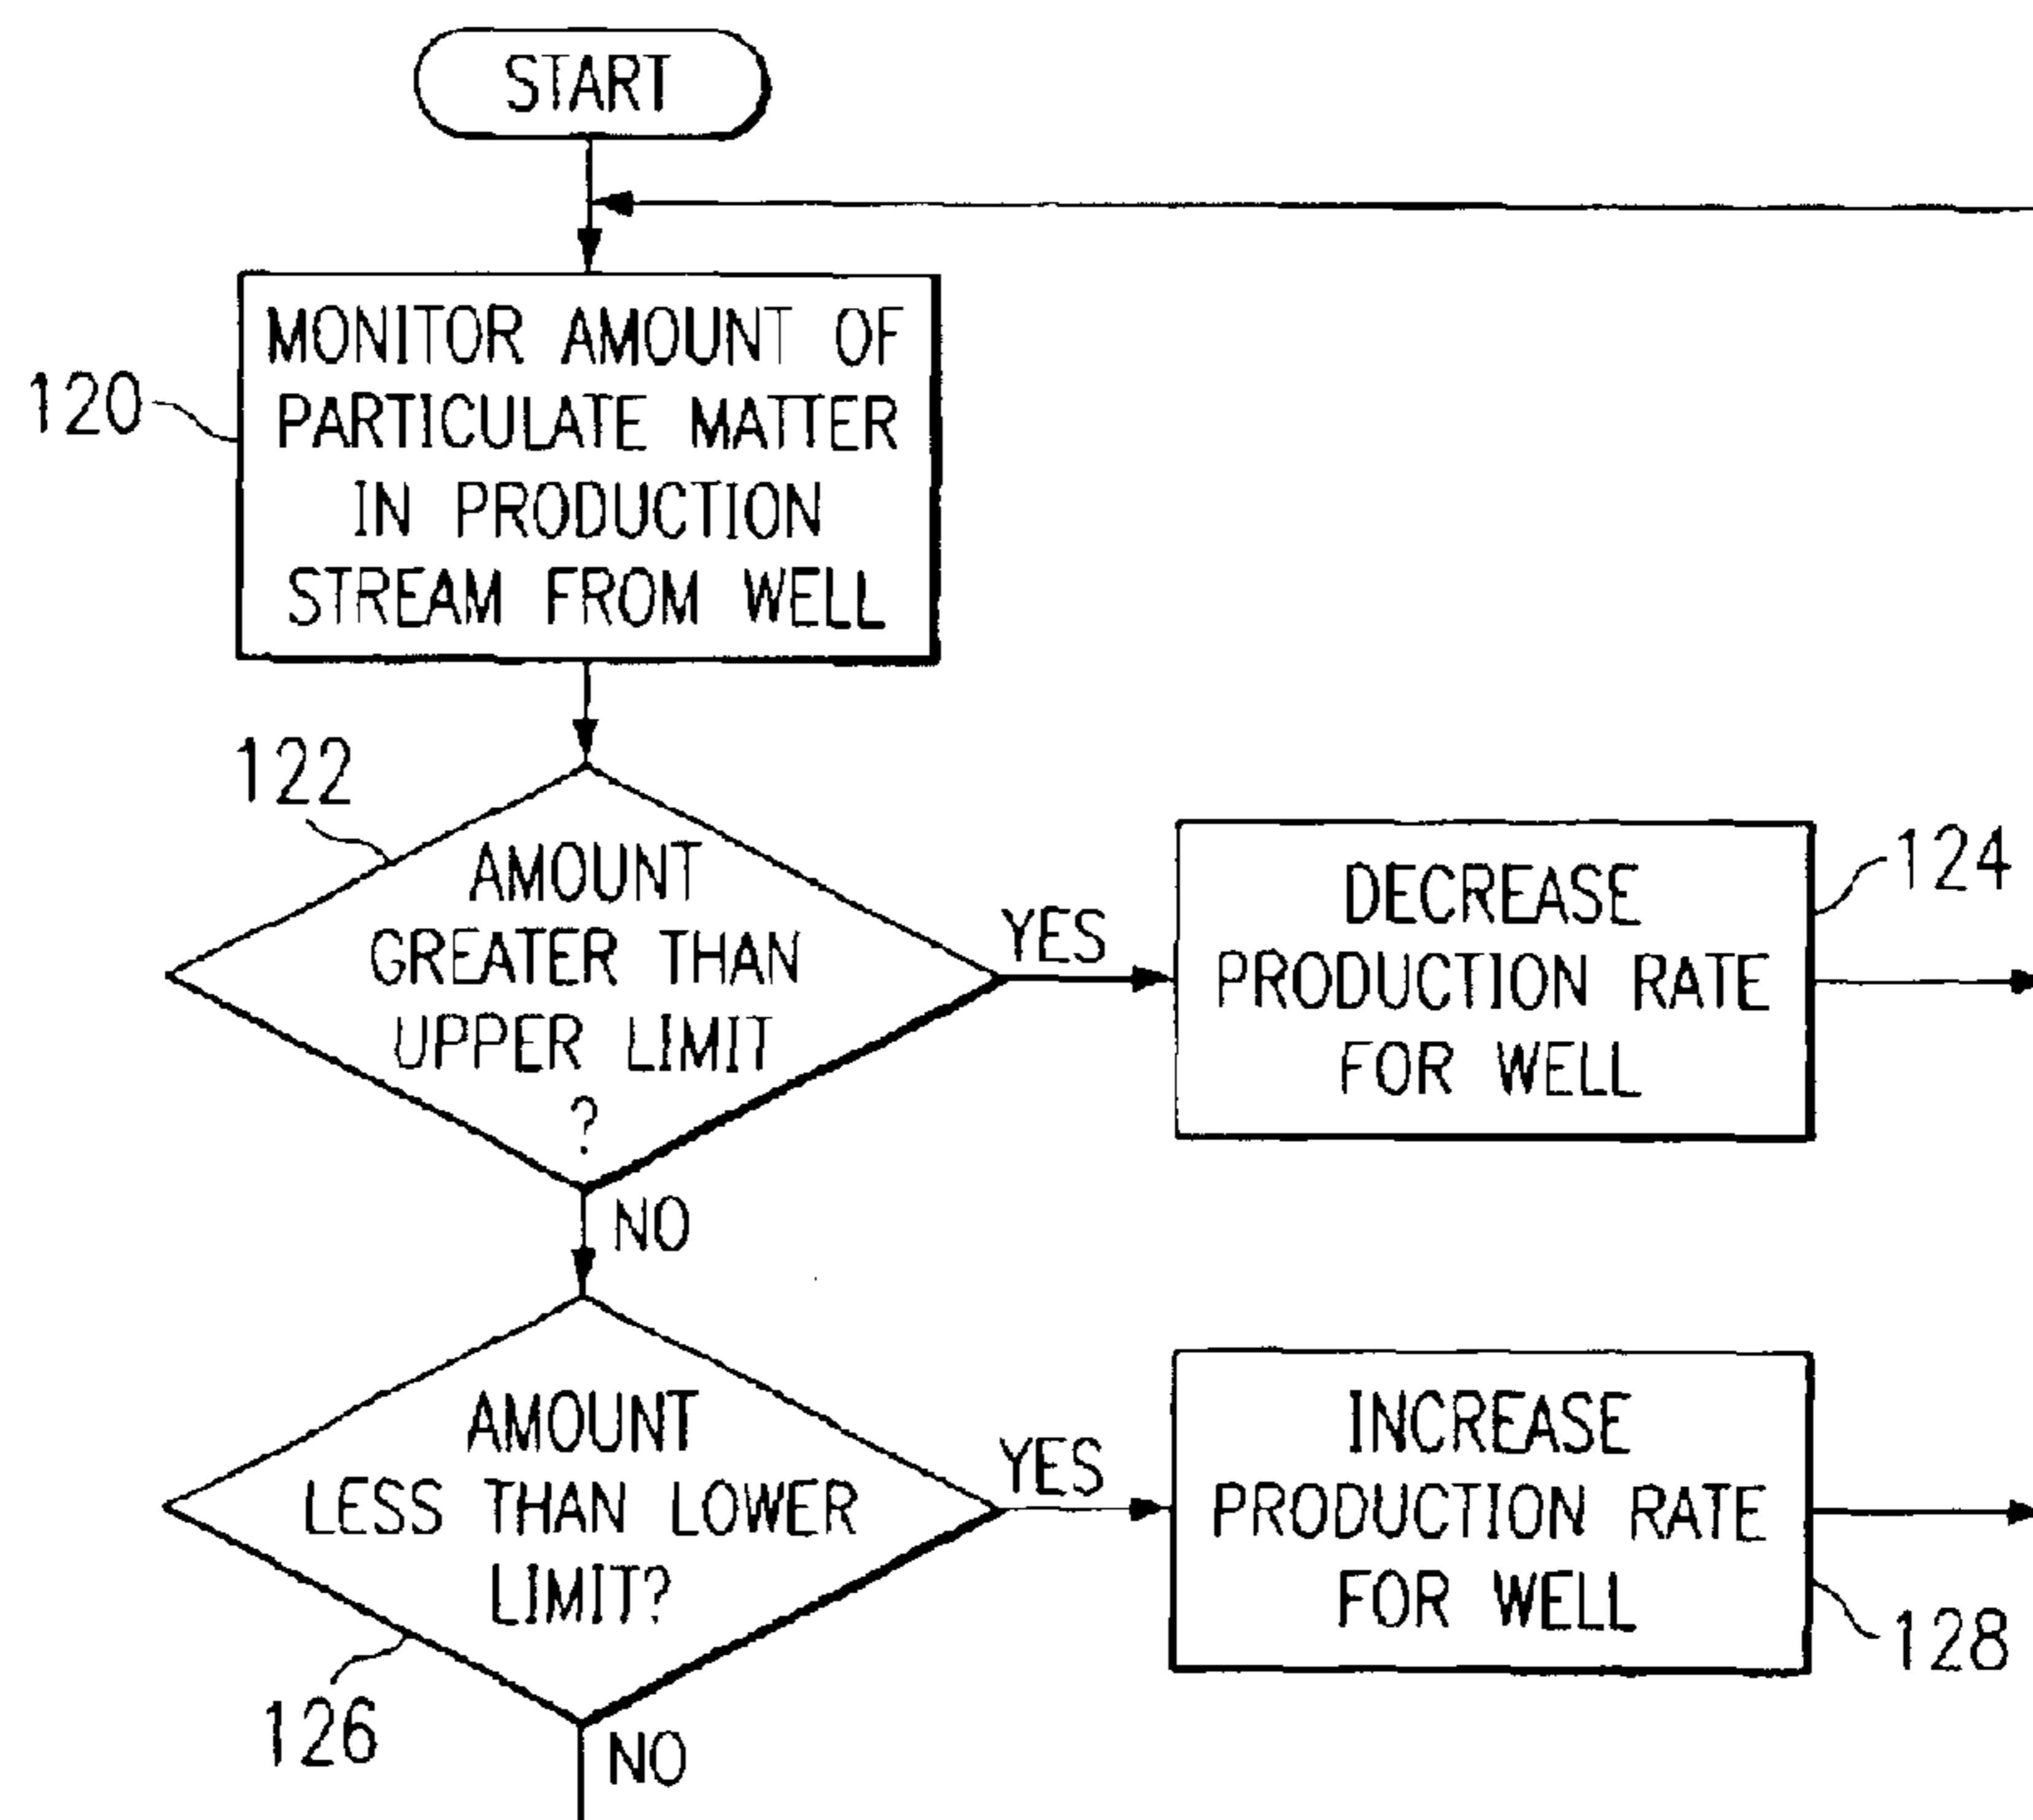 START
MONITOR AMOUNT OF
PARTICULATE MATTER
IN PRODUCTION
STREAM FROM WELL
120
122
AMOUNT
GREATER THAN
UPPER LIMIT
?
YES
DECREASE
PRODUCTION RATE
FOR WELL
124
NO
AMOUNT
LESS THAN LOWER
LIMIT?
YES
INCREASE
PRODUCTION RATE
FOR WELL
128
126
NO